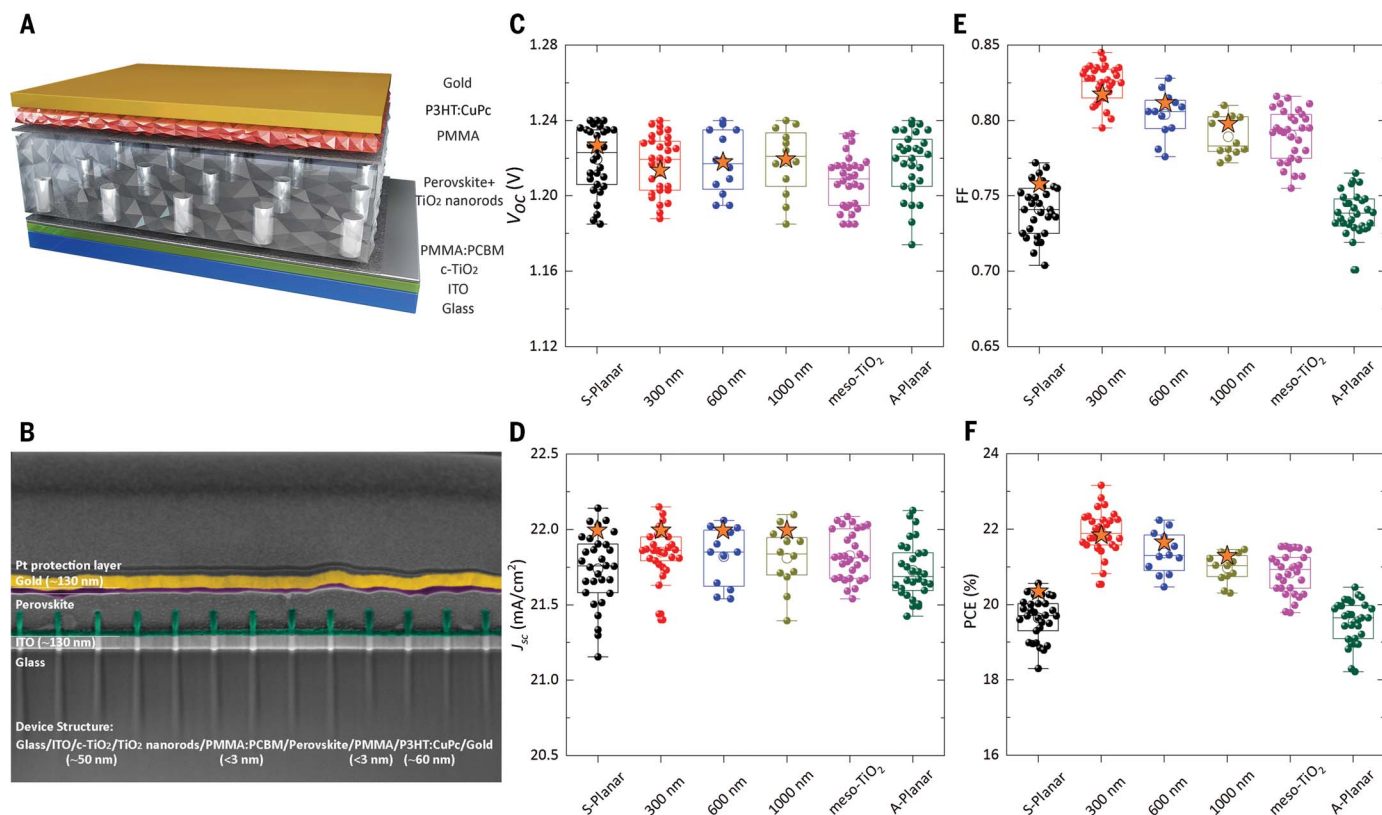 A
Gold
P3HT:CuPc
PMMA
Perovskite+
TiO₂ nanorods
PMMA:PCBM
c-TiO₂
ITO
Glass
B
Pt protection layer
Gold (~130 nm)
Perovskite
ITO (~130 nm)
Glass
Device Structure:
Glass/ITO/c-TiO₂/TiO₂ nanorods/PMMA:PCBM/Perovskite/PMMA/P3HT:CuPc/Gold
(~50 nm) (<3 nm) (<3 nm) (~60 nm)
C
V_OC (V)
1.28
1.24
1.20
1.16
1.12
S-Planar
300 nm
600 nm
1000 nm
meso-TiO₂
A-Planar
D
J_sc (mA/cm²)
22.5
22.0
21.5
21.0
20.5
S-Planar
300 nm
600 nm
1000 nm
meso-TiO₂
A-Planar
E
FF
0.85
0.80
0.75
0.70
0.65
S-Planar
300 nm
600 nm
1000 nm
meso-TiO₂
A-Planar
F
PCE (%)
24
22
20
18
16
S-Planar
300 nm
600 nm
1000 nm
meso-TiO₂
A-Planar